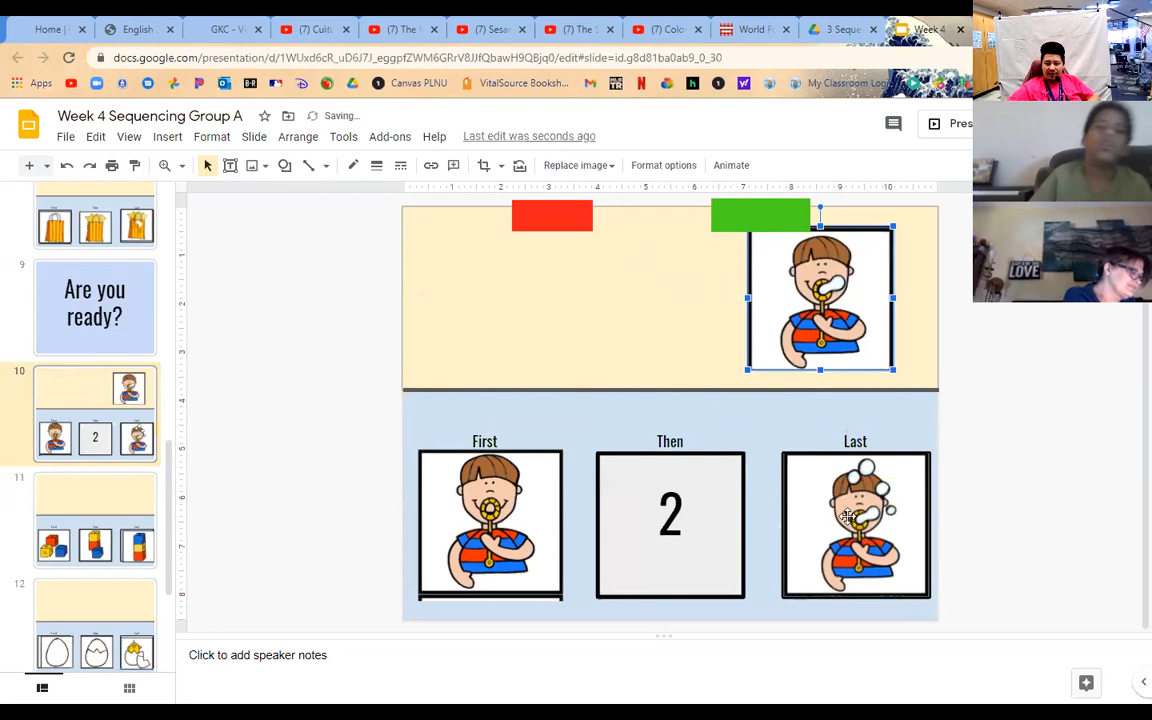 Home |
English
GKC - V
(7) Cultu
(7) The V
(7) Sesa
(7) The S
(7) Colo
World F
3 Seque
Week 4
docs.google.com/presentation/d/1WUxd6cR_uD6J7J_eggpfZWM6GRrV8JJfQbawH9QBjq0/edit#slide=id.g8d81ba0ab9_0_30
Apps
Canvas PLNU
VitalSource Booksh...
My Classroom
Week 4 Sequencing Group A
Saving...
File
Edit
View
Insert
Format
Slide
Arrange
Tools
Add-ons
Help
Last edit was seconds ago
Pres
Replace image
Format options
Animate
9
Are you
ready?
10
2
11
12
First
Then
Last
2
LOVE
Click to add speaker notes